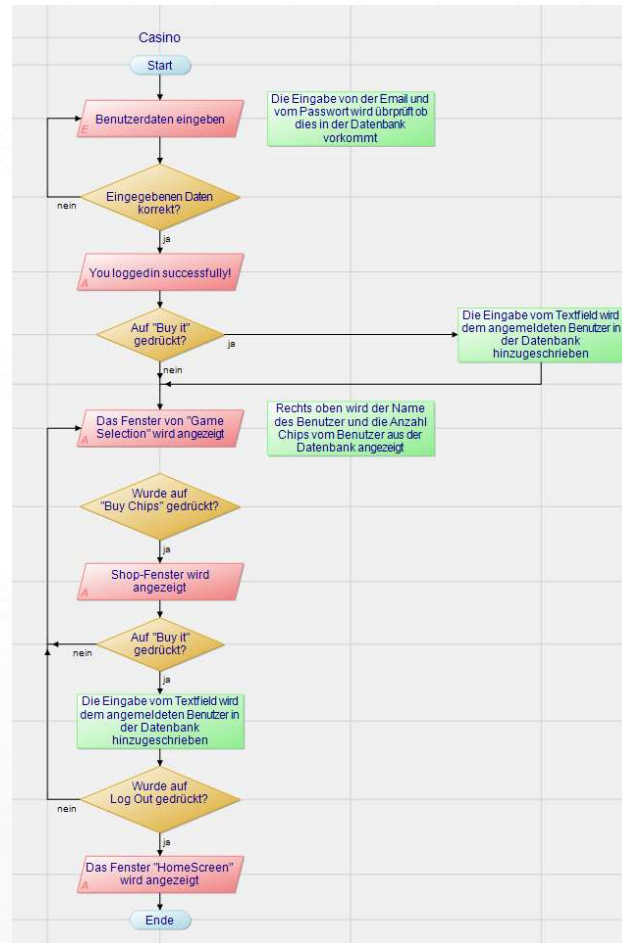 Casino
Start
Benutzerdaten eingeben
E
Die Eingabe von der Email und
vom Passwort wird übrprüft ob
dies in der Datenbank
vorkommt
Eingegebenen Daten
korrekt?
nein
ja
You loggedin successfully!
A
Auf "Buy it"
gedrückt?
ja
nein
Die Eingabe vom Textfield wird
dem angemeldeten Benutzer in
der Datenbank
hinzugeschrieben
Das Fenster von "Game
Selection" wird angezeigt
A
Rechts oben wird der Name
des Benutzer und die Anzahl
Chips vom Benutzer aus der
Datenbank angezeigt
Wurde auf
"Buy Chips" gedrückt?
ja
Shop-Fenster wird
angezeigt
A
Auf "Buy it"
gedrückt?
nein
ja
Die Eingabe vom Textfield wird
dem angemeldeten Benutzer in
der Datenbank
hinzugeschrieben
Wurde auf
Log Out gedrückt?
nein
ja
Das Fenster "HomeScreen"
wird angezeigt
A
Ende